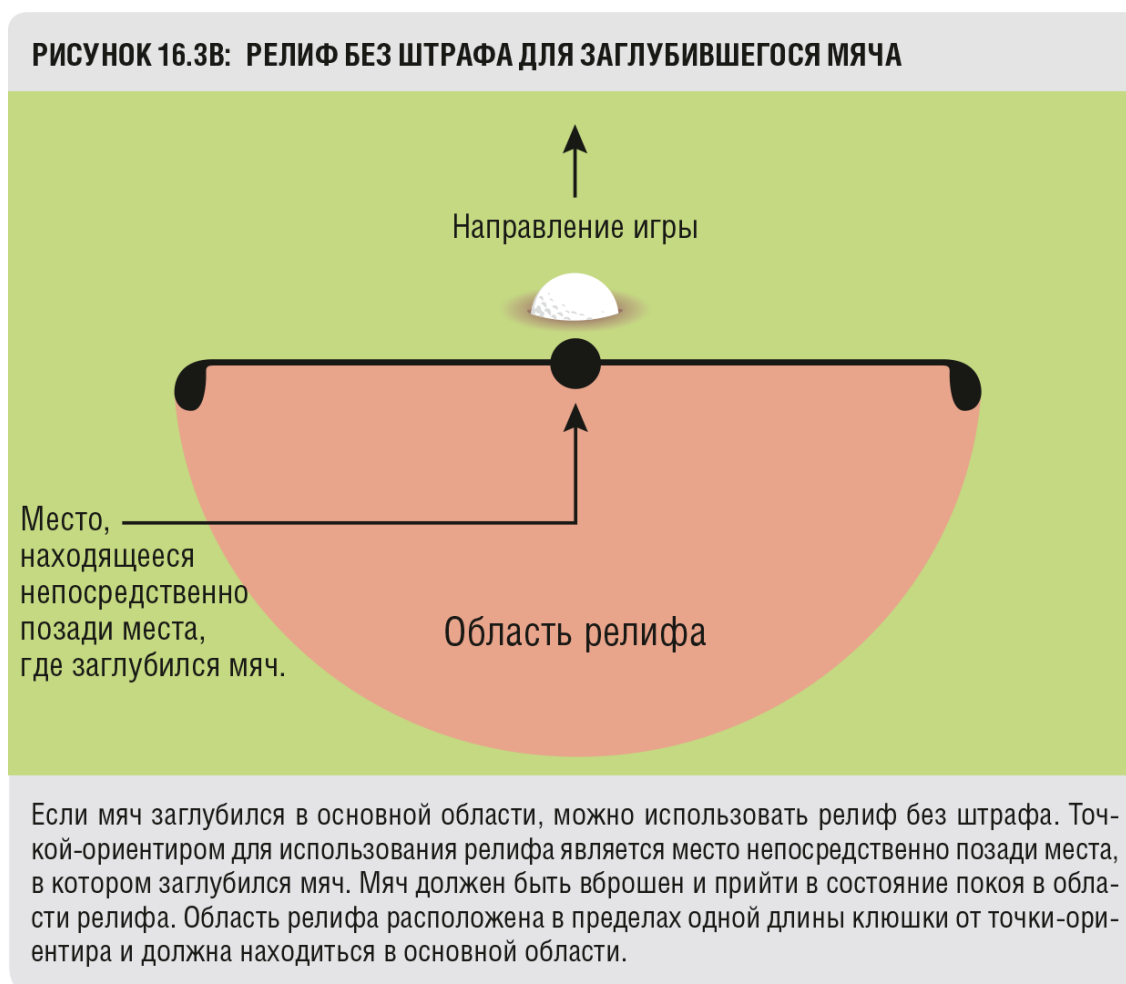 РИСУНОК 16.3B: РЕЛИФ БЕЗ ШТРАФА ДЛЯ ЗАГЛУБИВШЕГОСЯ МЯЧА
Направление игры
Место,
находящееся
непосредственно
позади места,
где заглубился мяч.
Область релифа
Если мяч заглубился в основной области, можно использовать релиф без штрафа. Точ-
кой-ориентиром для использования релифа является место непосредственно позади места,
в котором заглубился мяч. Мяч должен быть вброшен и прийти в состояние покоя в обла-
сти релифа. Область релифа расположена в пределах одной длины клюшки от точки-ори-
ентира и должна находиться в основной области.